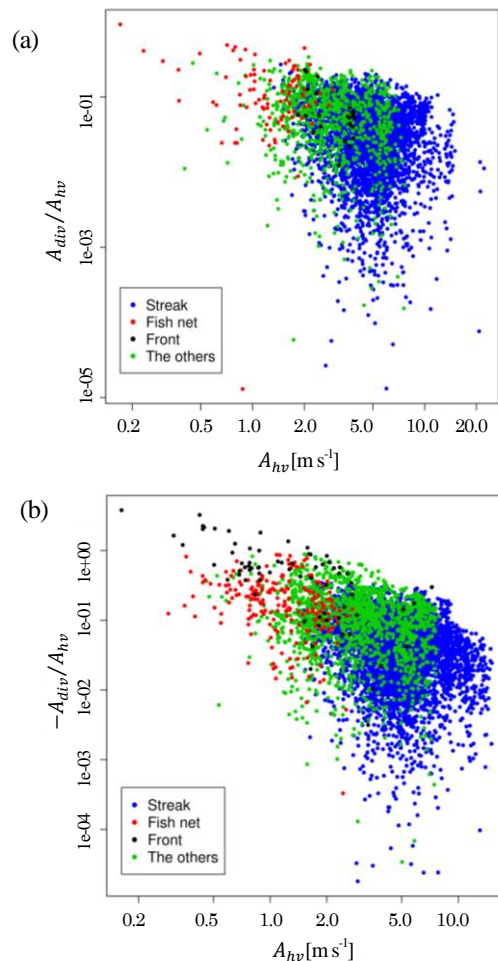 (a)
A_div/A_hv
1e-01
1e-03
1e-05
Streak
Fish net
Front
The others
0.2 0.5 1.0 2.0 5.0 10.0 20.0
A_hv[m s⁻¹]
(b)
−A_div/A_hv
1e+00
1e-01
1e-02
1e-03
1e-04
Streak
Fish net
Front
The others
0.2 0.5 1.0 2.0 5.0 10.0
A_hv[m s⁻¹]